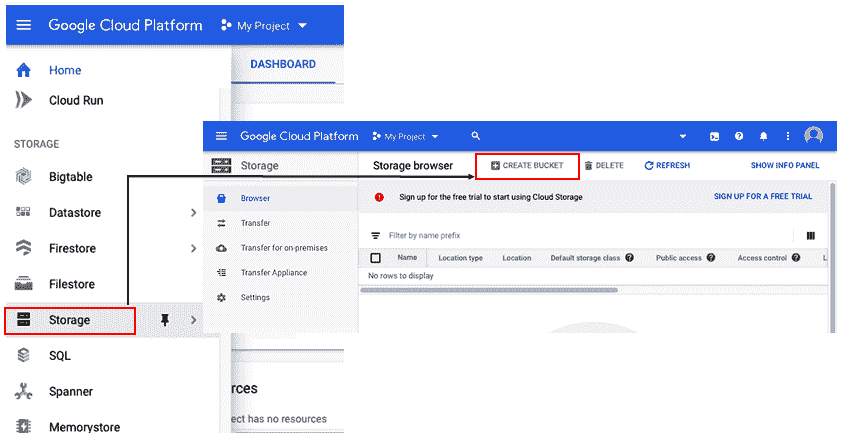 Google Cloud Platform My Project
Home
Cloud Run
STORAGE
Bigtable
Datastore
Firestore
Filestore
Storage
SQL
Spanner
Memorystore
DASHBOARD
Google Cloud Platform My Project
Storage
Storage browser CREATE BUCKET DELETE REFRESH SHOW INFO PANEL
Browser
Transfer
Transfer for on-premises
Transfer Appliance
Settings
Sign up for the free trial to start using Cloud Storage SIGN UP FOR A FREE TRIAL
Filter by name prefix
Name Location type Location Default storage class Public access Access control L
No rows to display
rces
ect has no resources